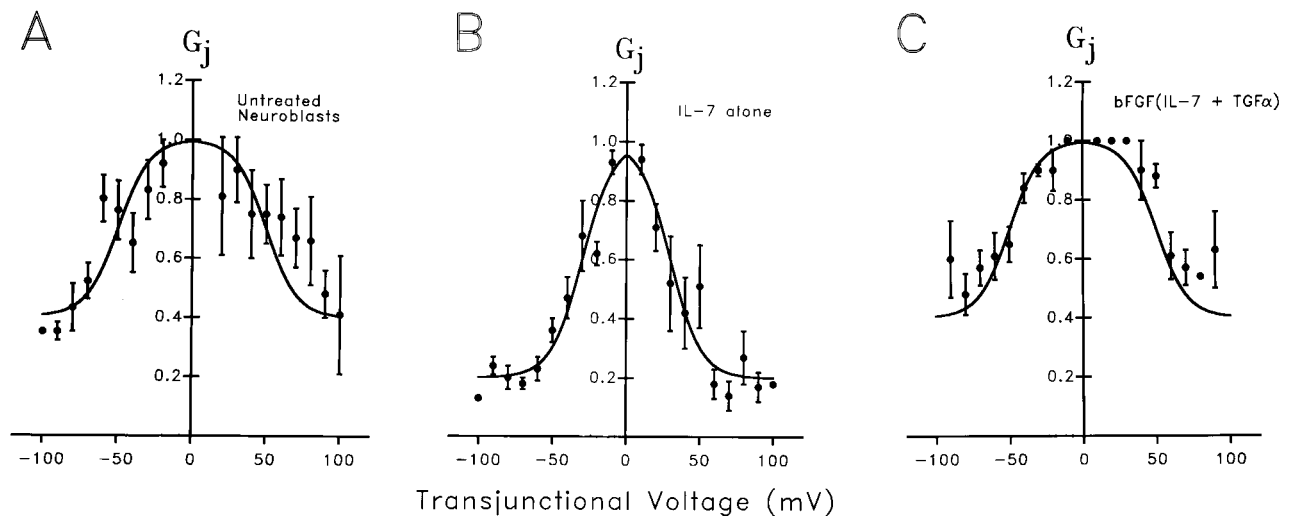 A
G_j
1.2
1.0
0.8
0.6
0.4
0.2
Untreated
Neuroblasts
-100 -50 0 50 100
B
G_j
1.2
1.0
0.8
0.6
0.4
0.2
IL-7 alone
-100 -50 0 50 100
C
G_j
1.2
1.0
0.8
0.6
0.4
0.2
bFGF(IL-7 + TGFα)
-100 -50 0 50 100
Transjunctional Voltage (mV)